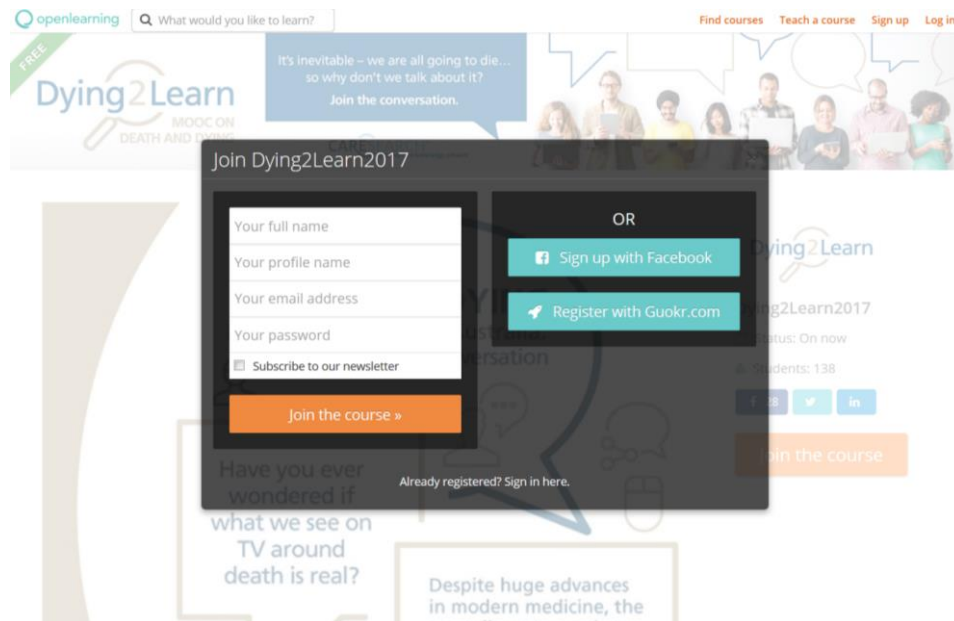 openlearning
What would you like to learn?
Find courses Teach a course Sign up Log in
FREE
Dying2Learn
MOOC ON
DEATH AND DYING
It's inevitable – we are all going to die...
so why don't we talk about it?
Join the conversation.
CARE
Join Dying2Learn2017
Your full name
Your profile name
Your email address
Your password
Subscribe to our newsletter
Join the course »
OR
Sign up with Facebook
Register with Guokr.com
Already registered? Sign in here.
Dying2Learn
Dying2Learn2017
Status: On now
Students: 138
28
Join the course
Have you ever
wondered if
what we see on
TV around
death is real?
Despite huge advances
in modern medicine, the